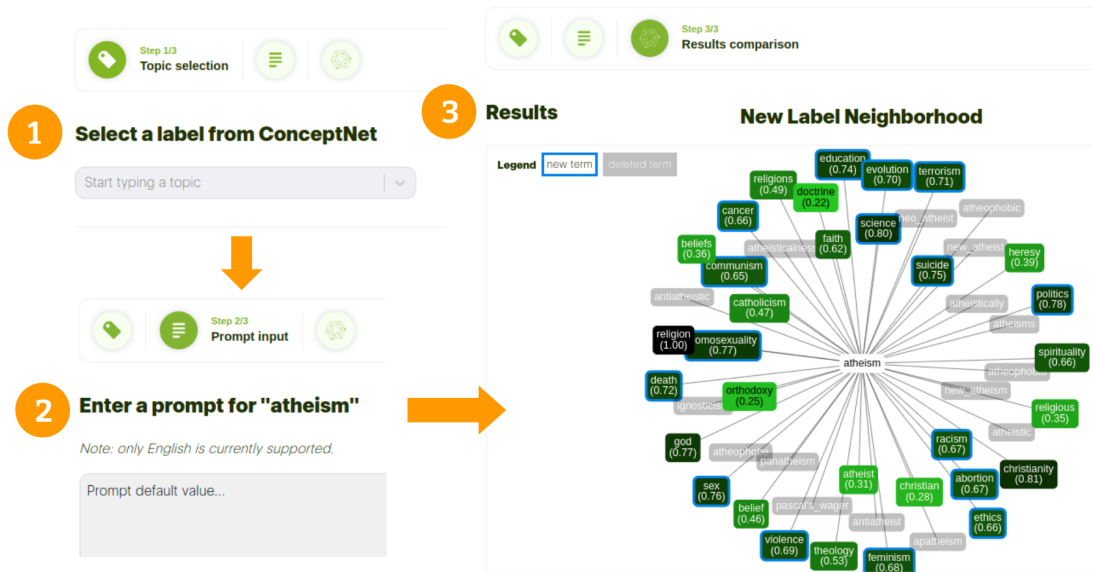 Step 1/3
Topic selection
1
Select a label from ConceptNet
Start typing a topic
Step 2/3
Prompt input
2
Enter a prompt for "atheism"
Note: only English is currently supported.
Prompt default value...
Step 3/3
Results comparison
3
Results
New Label Neighborhood
Legend
new term
deleted term
education
(0.74)
evolution
(0.70)
terrorism
(0.71)
religions
(0.49)
doctrine
(0.22)
atheophobic
cancer
(0.66)
science
(0.80)
neo_atheist
beliefs
(0.36)
atheisticalness
faith
(0.62)
new_atheist
heresy
(0.39)
communism
(0.65)
suicide
(0.75)
antiatheistic
catholicism
(0.47)
atheistically
politics
(0.78)
atheisms
religion
(1.00)
omosexuality
(0.77)
atheism
spirituality
(0.66)
atheophobia
death
(0.72)
orthodoxy
(0.25)
new_atheism
ignosticis
religious
(0.35)
atheistic
god
(0.77)
atheophobe
panatheism
racism
(0.67)
christianity
(0.81)
sex
(0.76)
atheist
(0.31)
christian
(0.28)
abortion
(0.67)
belief
(0.46)
pascal's_wager
antiatheist
ethics
(0.66)
violence
(0.69)
theology
(0.53)
feminism
(0.68)
apatheism